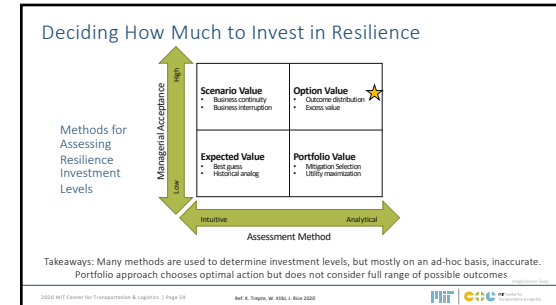 Deciding How Much to Invest in Resilience
Methods for
Assessing
Resilience
Investment
Levels
Managerial Acceptance
High
Low
Scenario Value
• Business continuity
• Business interruption
Option Value
• Outcome distribution
• Excess value
Expected Value
• Best guess
• Historical analog
Portfolio Value
• Mitigation Selection
• Utility maximization
Intuitive
Analytical
Assessment Method
Takeaways: Many methods are used to determine investment levels, but mostly on an ad-hoc basis, inaccurate.
Portfolio approach chooses optimal action but does not consider full range of possible outcomes
2020 MIT Center for Transportation & Logistics | Page 59
Ref. K. Trepte, W. Klibi, J. Rice 2020
MIT Center for
Transportation & Logistics